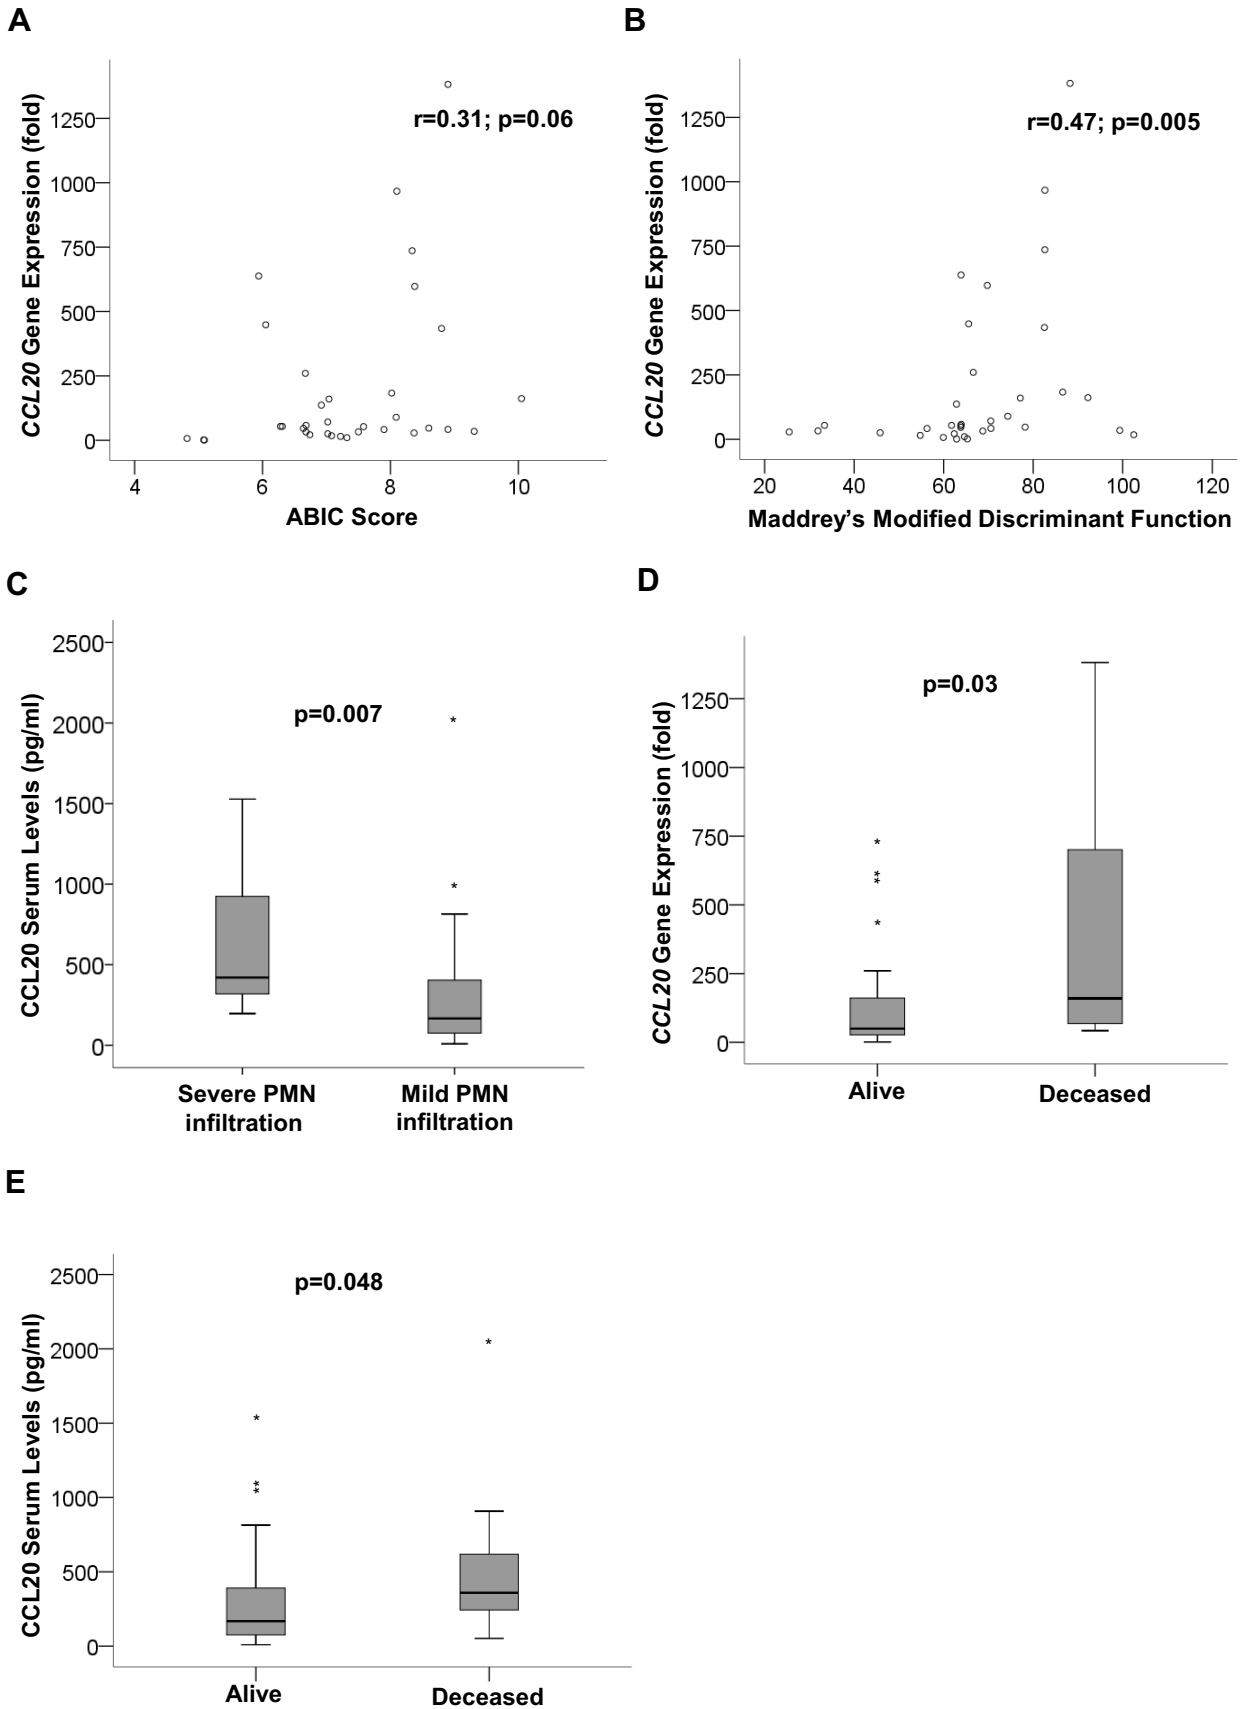 A
CCL20 Gene Expression (fold)
1250
1000
750
500
250
0
r=0.31; p=0.06
4 6 8 10
ABIC Score
B
CCL20 Gene Expression (fold)
1250
1000
750
500
250
0
r=0.47; p=0.005
20 40 60 80 100 120
Maddrey's Modified Discriminant Function
C
CCL20 Serum Levels (pg/ml)
2500
2000
1500
1000
500
0
p=0.007
* 
*
Severe PMN
infiltration
Mild PMN
infiltration
D
CCL20 Gene Expression (fold)
1250
1000
750
500
250
0
p=0.03
Alive
Deceased
E
CCL20 Serum Levels (pg/ml)
2500
2000
1500
1000
500
0
p=0.048
Alive
Deceased